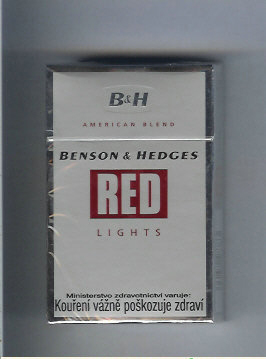 B&H
AMERICAN BLEND
BENSON & HEDGES
RED
LIGHTS
Ministerstvo zdravotnictví varuje:
Kouření vážně poškozuje zdraví